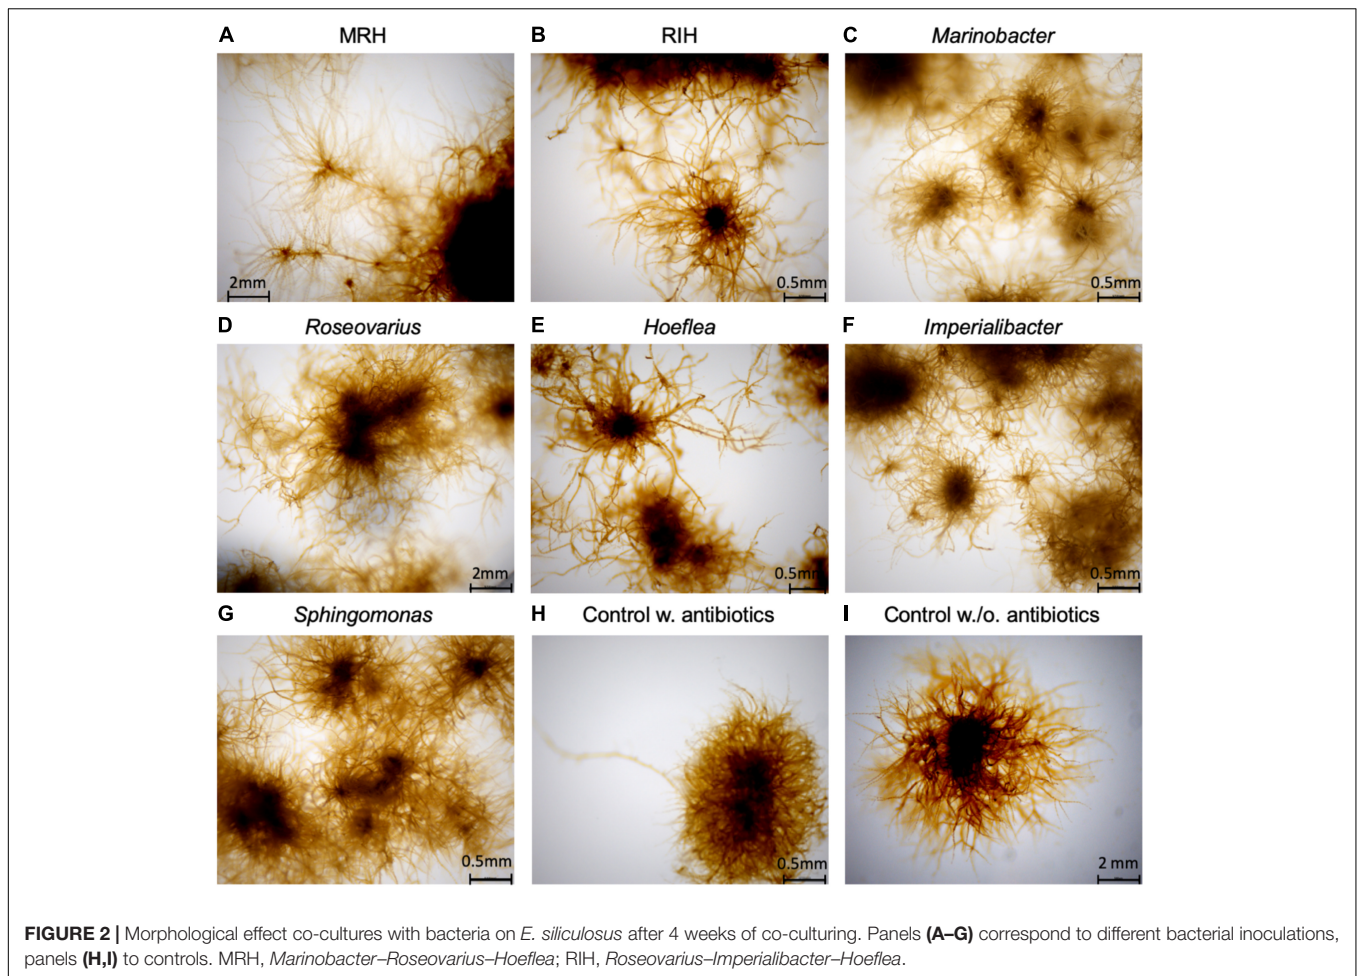 A MRH
B RIH
C Marinobacter
2mm
0.5mm
0.5mm
D Roseovarius
E Hoeflea
F Imperialibacter
2mm
0.5mm
0.5mm
G Sphingomonas
H Control w. antibiotics
I Control w./o. antibiotics
0.5mm
0.5mm
2 mm
FIGURE 2 | Morphological effect co-cultures with bacteria on E. siliculosus after 4 weeks of co-culturing. Panels (A–G) correspond to different bacterial inoculations,
panels (H,I) to controls. MRH, Marinobacter–Roseovarius–Hoeflea; RIH, Roseovarius–Imperialibacter–Hoeflea.